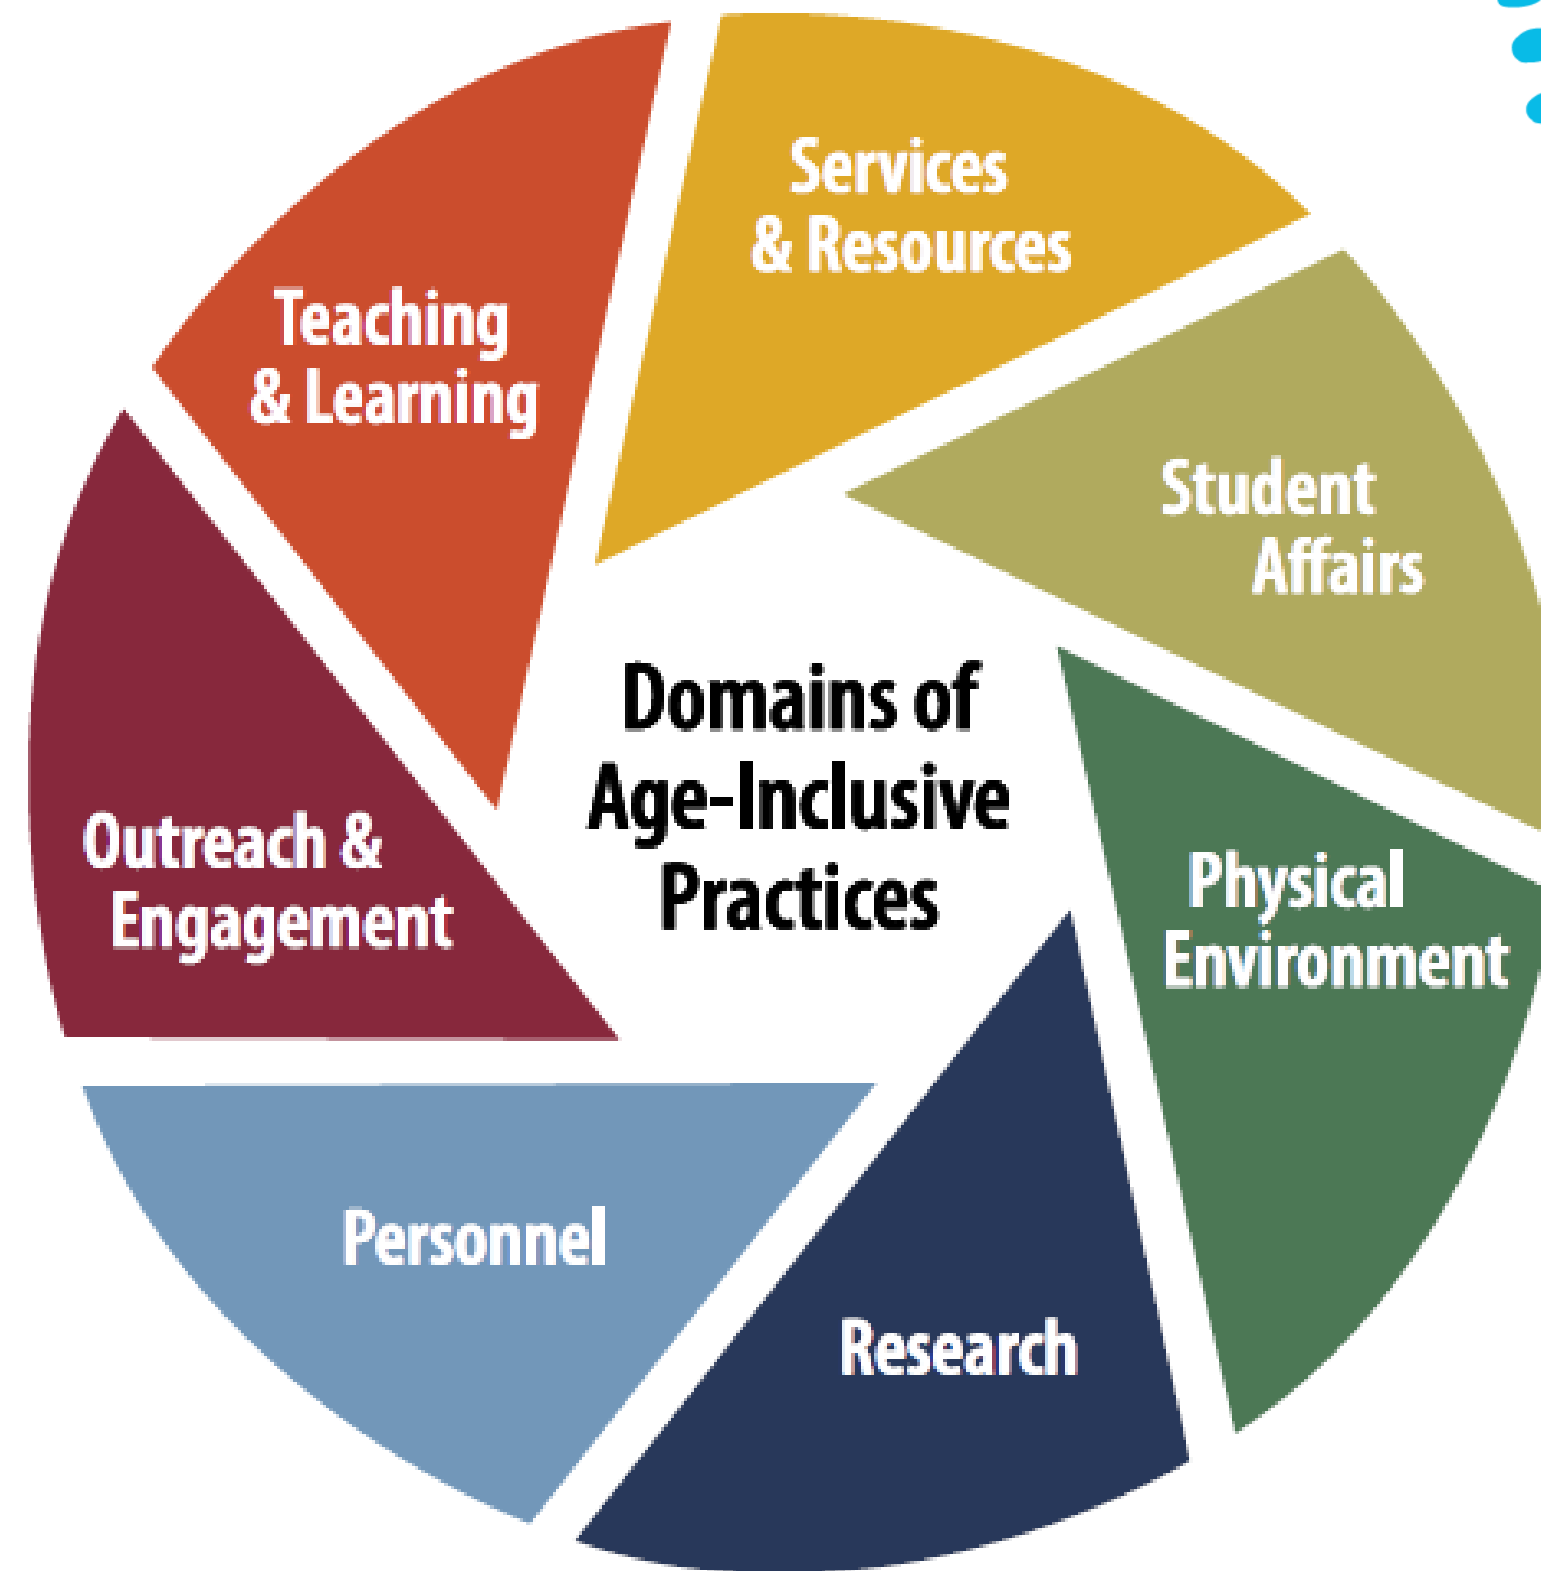 Services
& Resources
Teaching
& Learning
Student
Affairs
Domains of
Age-Inclusive
Practices
Outreach &
Engagement
Physical
Environment
Personnel
Research